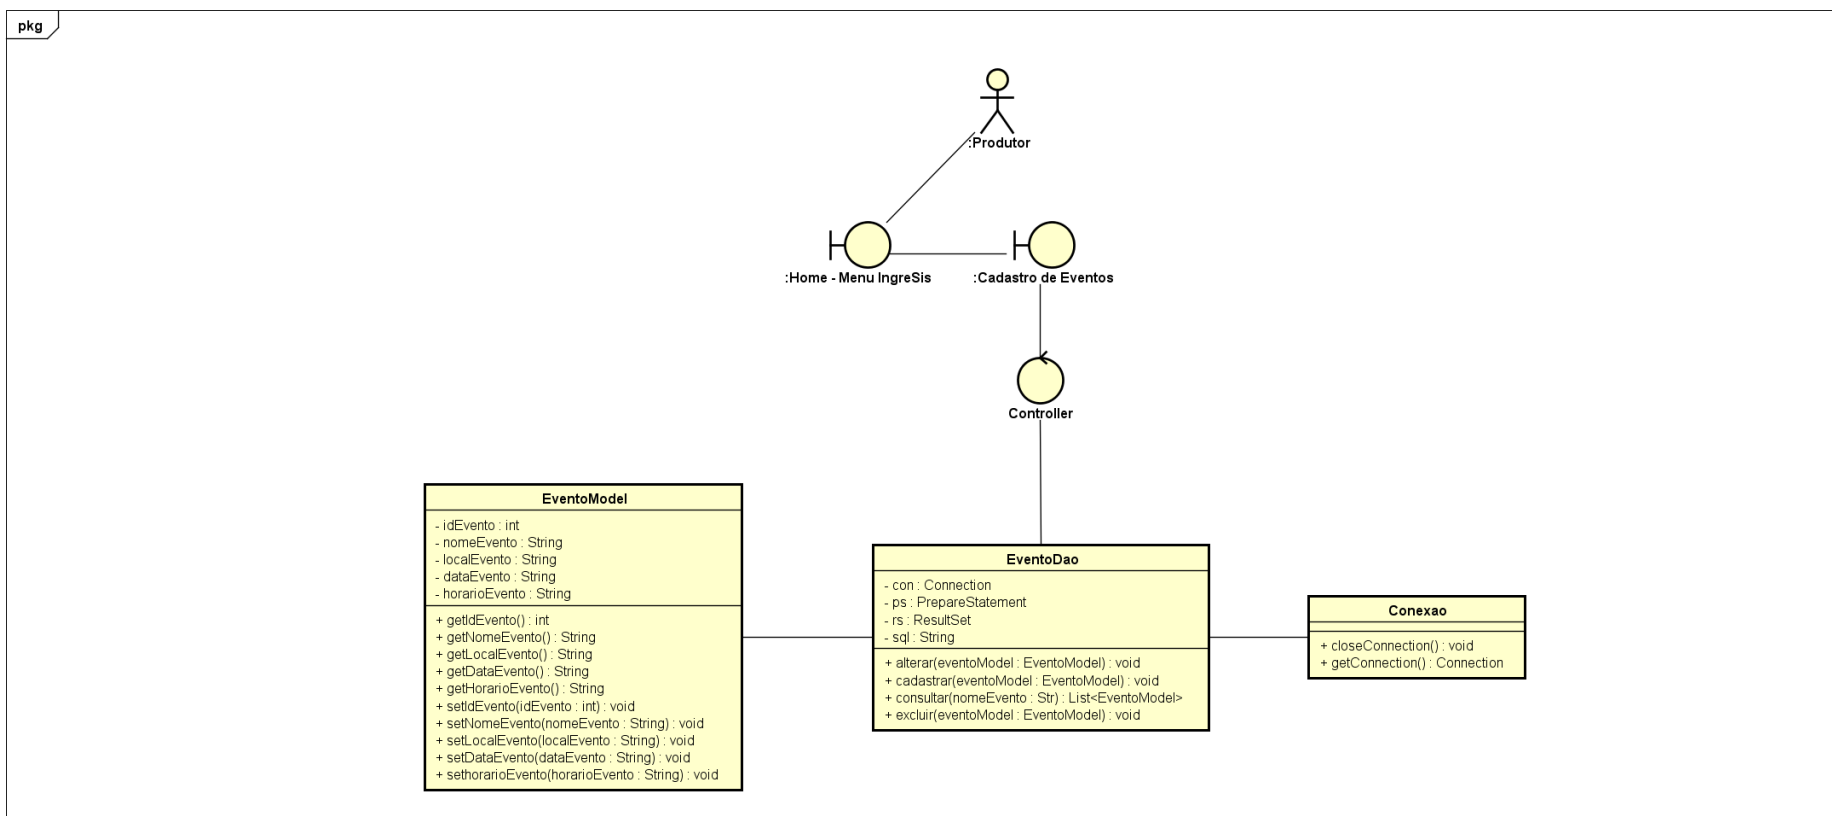 pkg
:Produtor
:Home - Menu IngreSis
:Cadastro de Eventos
Controller
EventoModel
- idEvento : int
- nomeEvento : String
- localEvento : String
- dataEvento : String
- horarioEvento : String
+ getIdEvento() : int
+ getNomeEvento() : String
+ getLocalEvento() : String
+ getDataEvento() : String
+ getHorarioEvento() : String
+ setIdEvento(idEvento : int) : void
+ setNomeEvento(nomeEvento : String) : void
+ setLocalEvento(localEvento : String) : void
+ setDataEvento(dataEvento : String) : void
+ sethorarioEvento(horarioEvento : String) : void
EventoDao
- con : Connection
- ps : PrepareStatement
- rs : ResultSet
- sql : String
+ alterar(eventoModel : EventoModel) : void
+ cadastrar(eventoModel : EventoModel) : void
+ consultar(nomeEvento : Str) : List<EventoModel>
+ excluir(eventoModel : EventoModel) : void
Conexao
+ closeConnection() : void
+ getConnection() : Connection